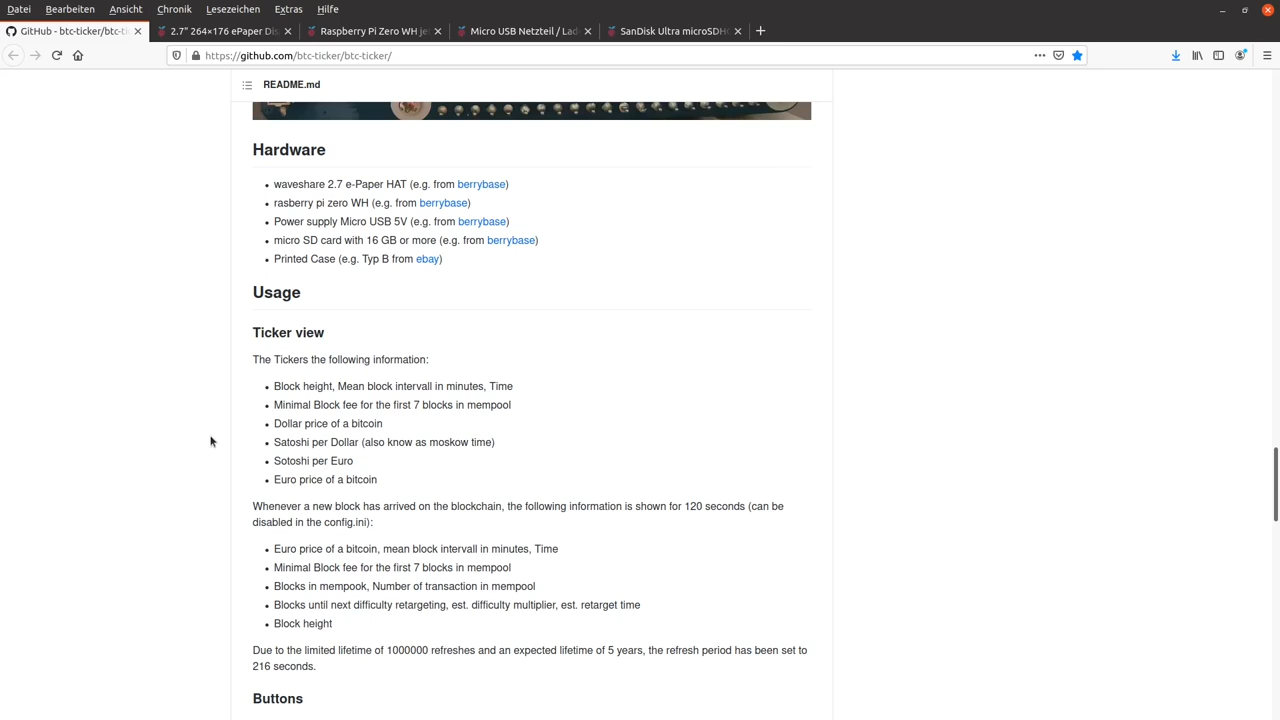 Datei Bearbeiten Ansicht Chronik Lesezeichen Extras Hilfe
GitHub - btc-ticker/btc-ti 2.7" 264×176 ePaper Dis Raspberry Pi Zero WH je Micro USB Netzteil / Lad SanDisk Ultra microSDHC
https://github.com/btc-ticker/btc-ticker/
README.md
Hardware
• waveshare 2.7 e-Paper HAT (e.g. from berrybase)
• rasberry pi zero WH (e.g. from berrybase)
• Power supply Micro USB 5V (e.g. from berrybase)
• micro SD card with 16 GB or more (e.g. from berrybase)
• Printed Case (e.g. Typ B from ebay)
Usage
Ticker view
The Tickers the following information:
• Block height, Mean block intervall in minutes, Time
• Minimal Block fee for the first 7 blocks in mempool
• Dollar price of a bitcoin
• Satoshi per Dollar (also know as moskow time)
• Sotoshi per Euro
• Euro price of a bitcoin
Whenever a new block has arrived on the blockchain, the following information is shown for 120 seconds (can be
disabled in the config.ini):
• Euro price of a bitcoin, mean block intervall in minutes, Time
• Minimal Block fee for the first 7 blocks in mempool
• Blocks in mempook, Number of transaction in mempool
• Blocks until next difficulty retargeting, est. difficulty multiplier, est. retarget time
• Block height
Due to the limited lifetime of 1000000 refreshes and an expected lifetime of 5 years, the refresh period has been set to
216 seconds.
Buttons